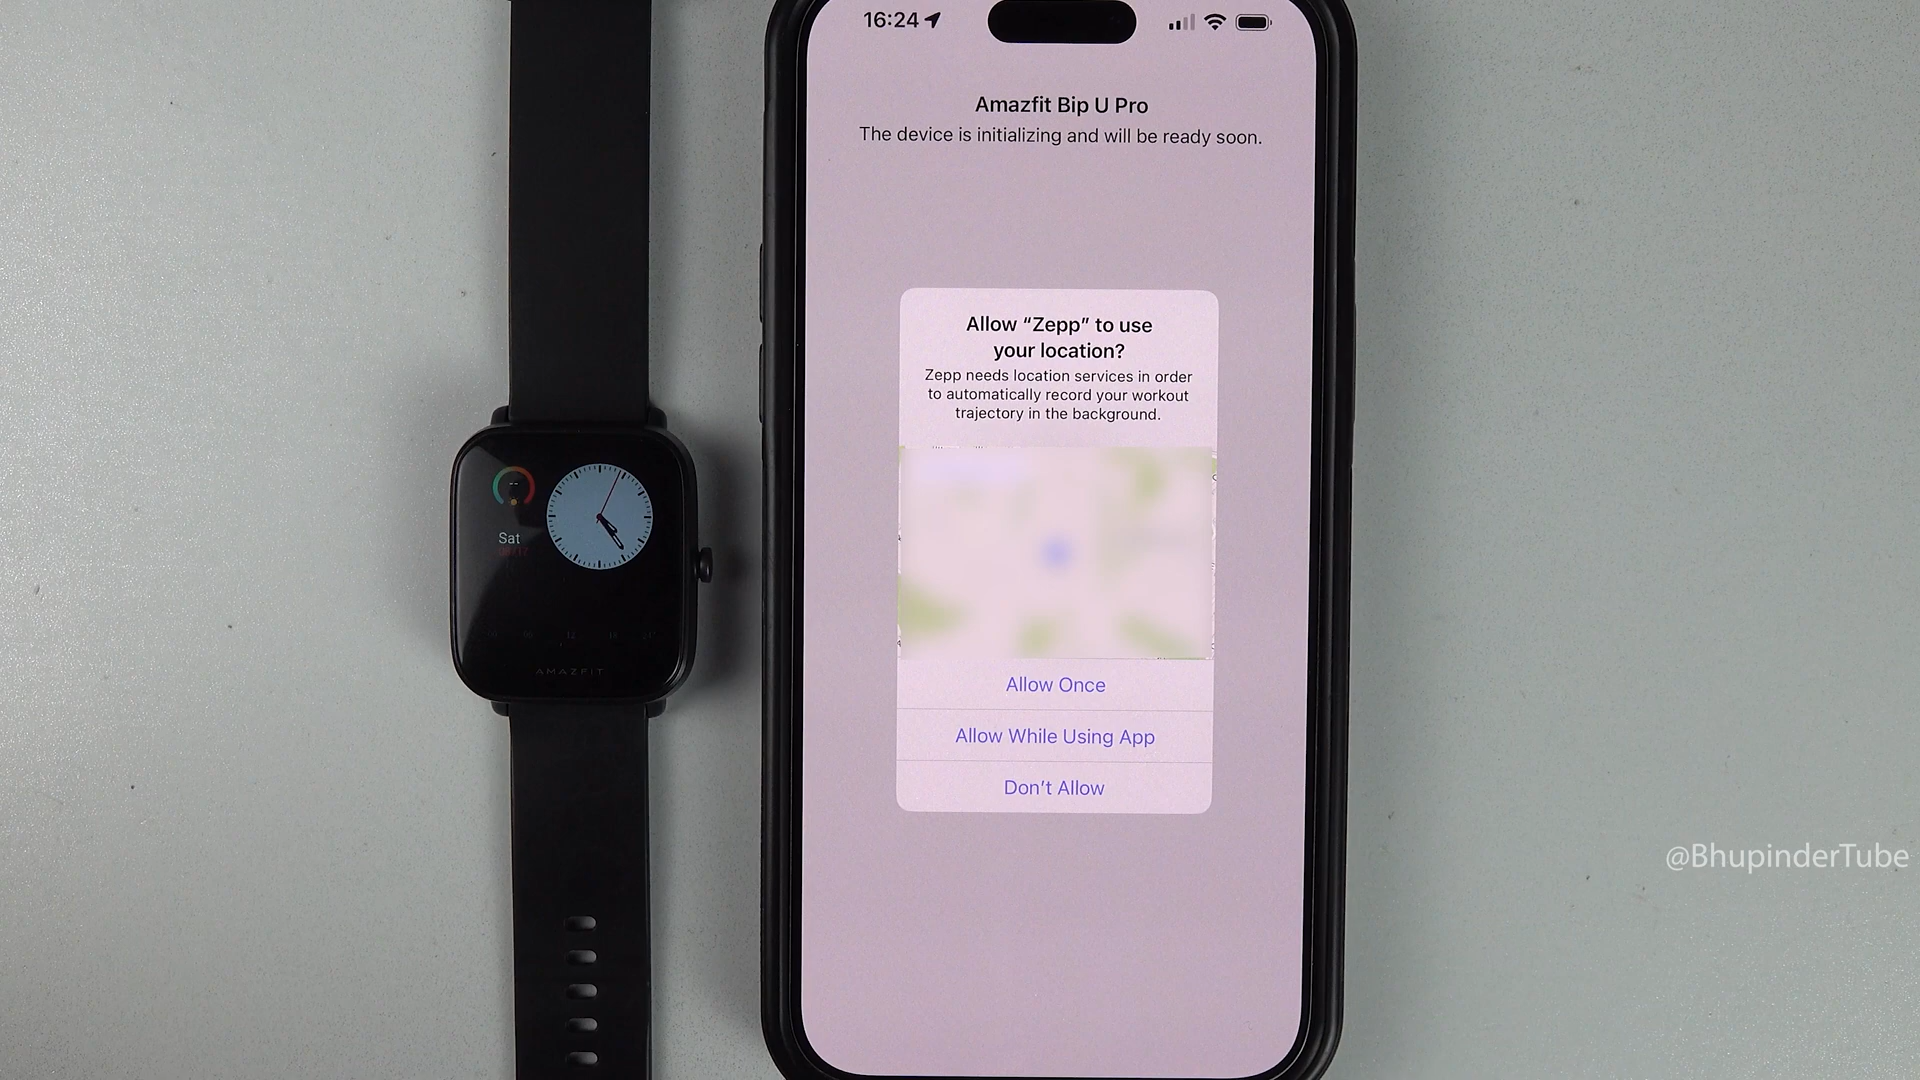 16:24
Amazfit Bip U Pro
The device is initializing and will be ready soon.
Allow “Zepp” to use
your location?
Zepp needs location services in order
to automatically record your workout
trajectory in the background.
Allow Once
Allow While Using App
Don’t Allow
Sat
AMAZFIT
@BhupinderTube